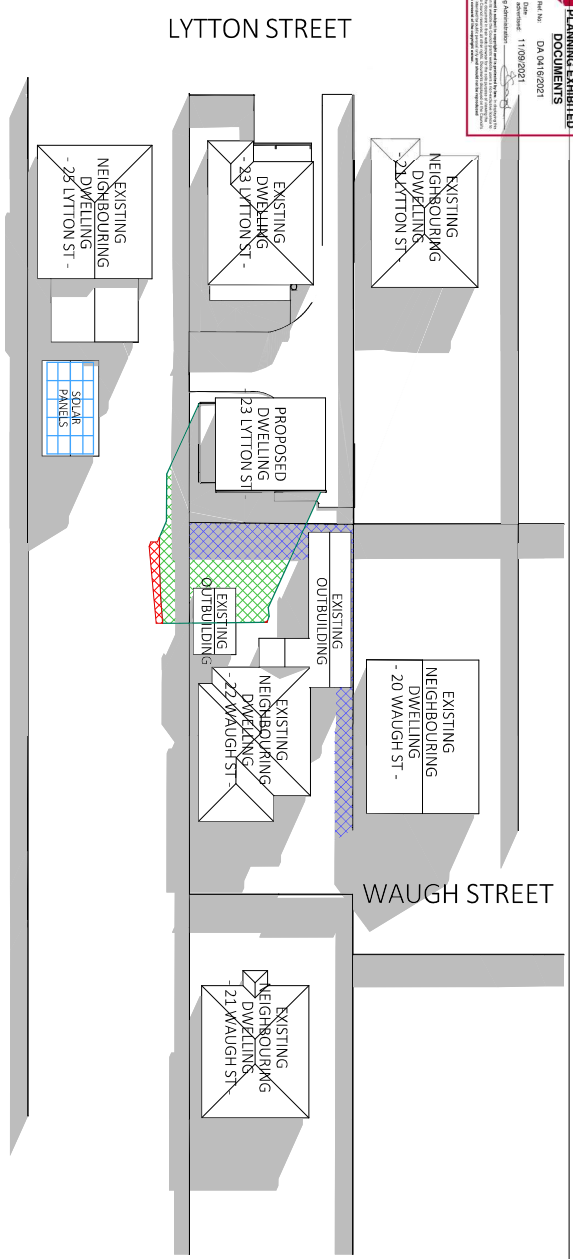 LYTTON STREET
PLANNING EXHIBITED
DOCUMENTS
Ref. No: DA 0416/2021
Date
advertised: 11/09/2021
EXISTING
NEIGHBOURING
DWELLING
- 25 LYTTON ST -
EXISTING
DWELLING
- 23 LYTTON ST -
EXISTING
NEIGHBOURING
DWELLING
- 21 LYTTON ST -
SOLAR
PANELS
PROPOSED
DWELLING
- 23 LYTTON ST
EXISTING
OUTBUILDING
EXISTING
OUTBUILDING
EXISTING
NEIGHBOURING
DWELLING
- 22 WAUGH ST -
EXISTING
NEIGHBOURING
DWELLING
- 20 WAUGH ST -
WAUGH STREET
EXISTING
NEIGHBOURING
DWELLING
- 21 WAUGH ST -